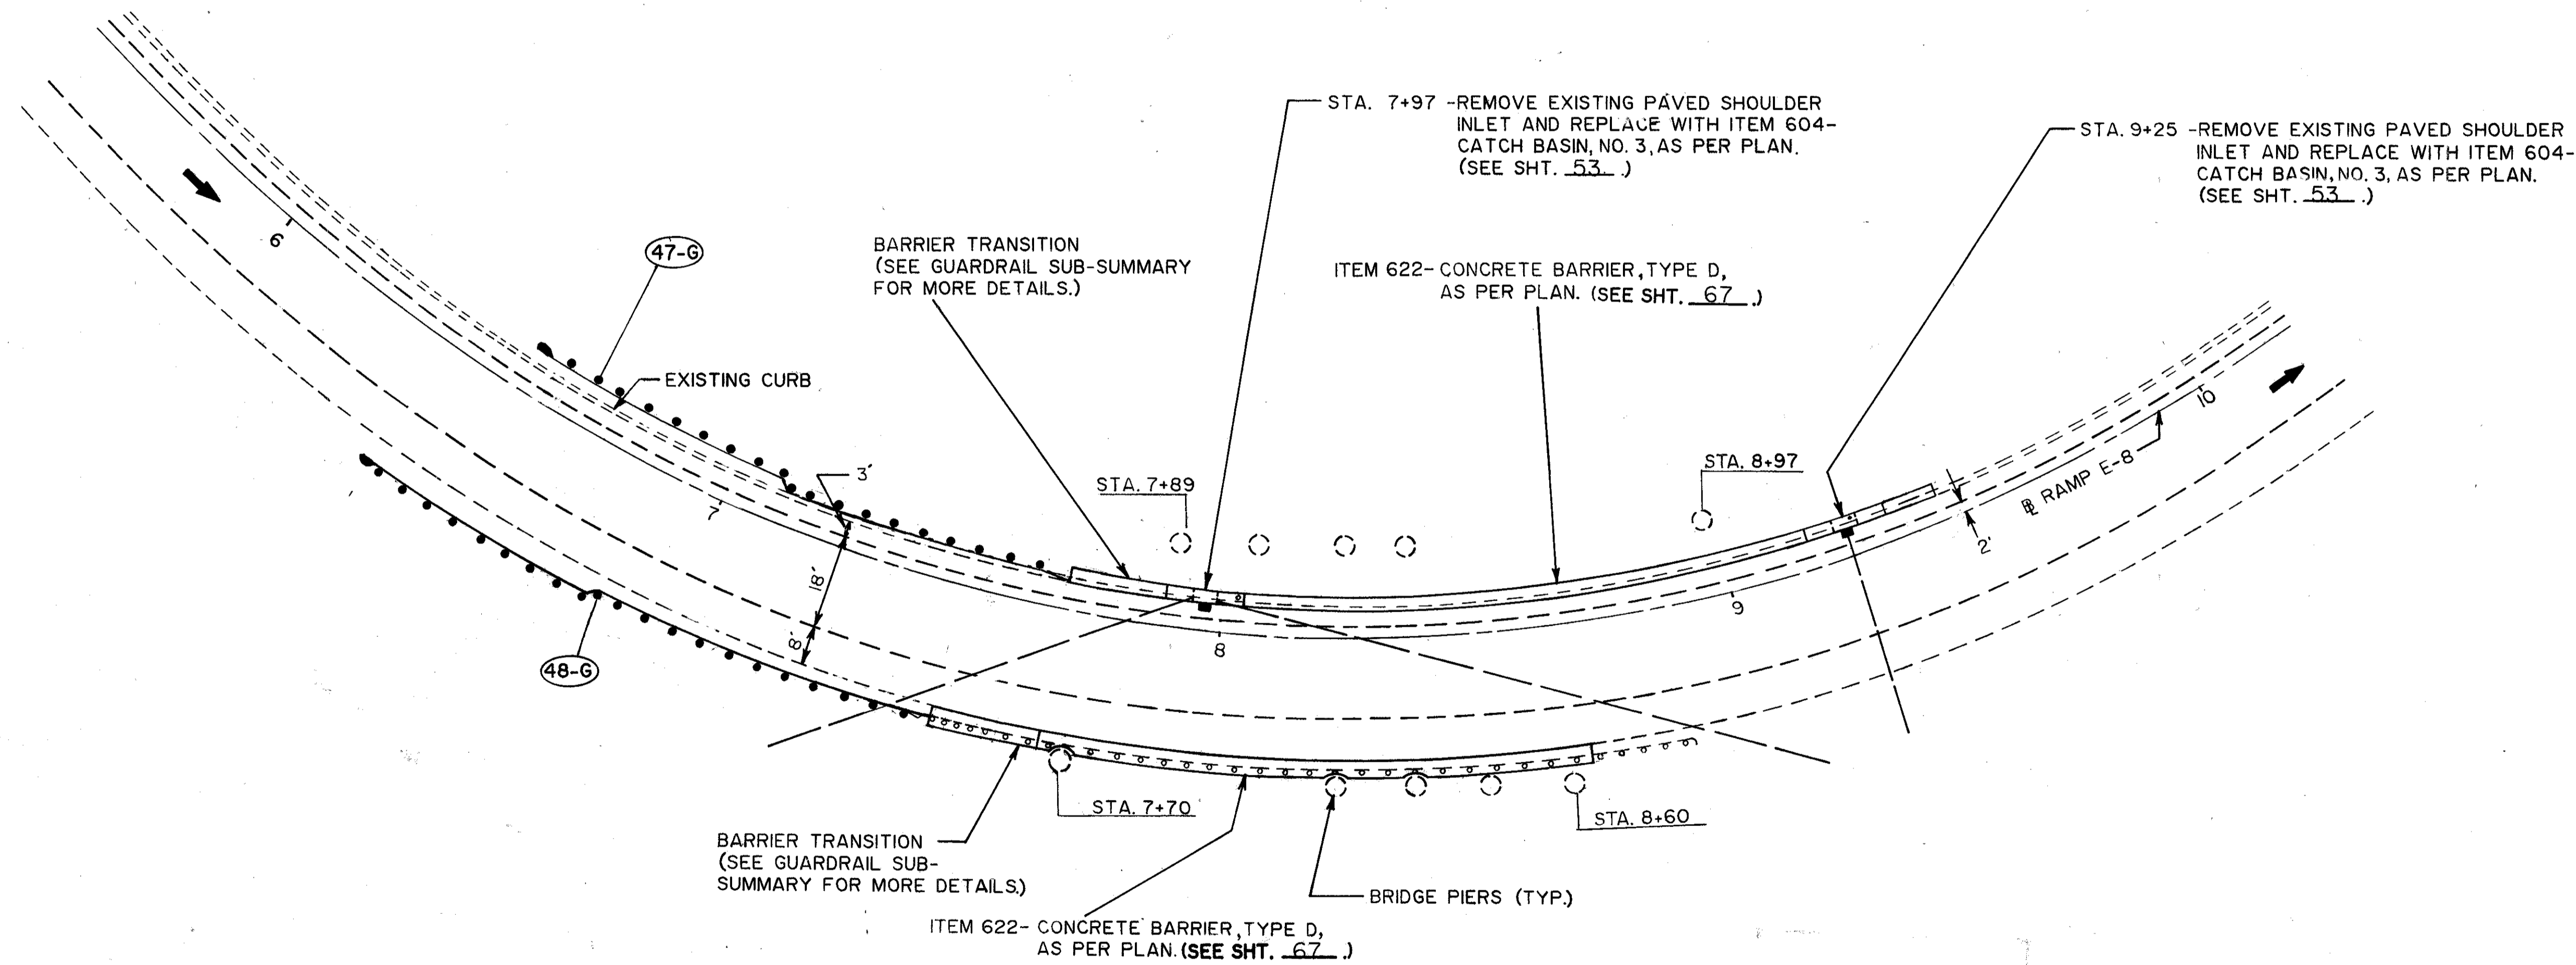 STA. 7+97 -REMOVE EXISTING PAVED SHOULDER
INLET AND REPLACE WITH ITEM 604-
CATCH BASIN, NO. 3, AS PER PLAN.
(SEE SHT. 53 .)
STA. 9+25 -REMOVE EXISTING PAVED SHOULDER
INLET AND REPLACE WITH ITEM 604-
CATCH BASIN, NO. 3, AS PER PLAN.
(SEE SHT. 53 .)
6
47-G
BARRIER TRANSITION
(SEE GUARDRAIL SUB-SUMMARY
FOR MORE DETAILS.)
ITEM 622- CONCRETE BARRIER, TYPE D,
AS PER PLAN. (SEE SHT. 67 .)
EXISTING CURB
10
3'
STA. 7+89
STA. 8+97
BL RAMP E-8
7
2'
18'
9
8'
8
48-G
STA. 7+70
STA. 8+60
BARRIER TRANSITION
(SEE GUARDRAIL SUB-
SUMMARY FOR MORE DETAILS.)
BRIDGE PIERS (TYP.)
ITEM 622- CONCRETE BARRIER, TYPE D,
AS PER PLAN. (SEE SHT. 67 .)